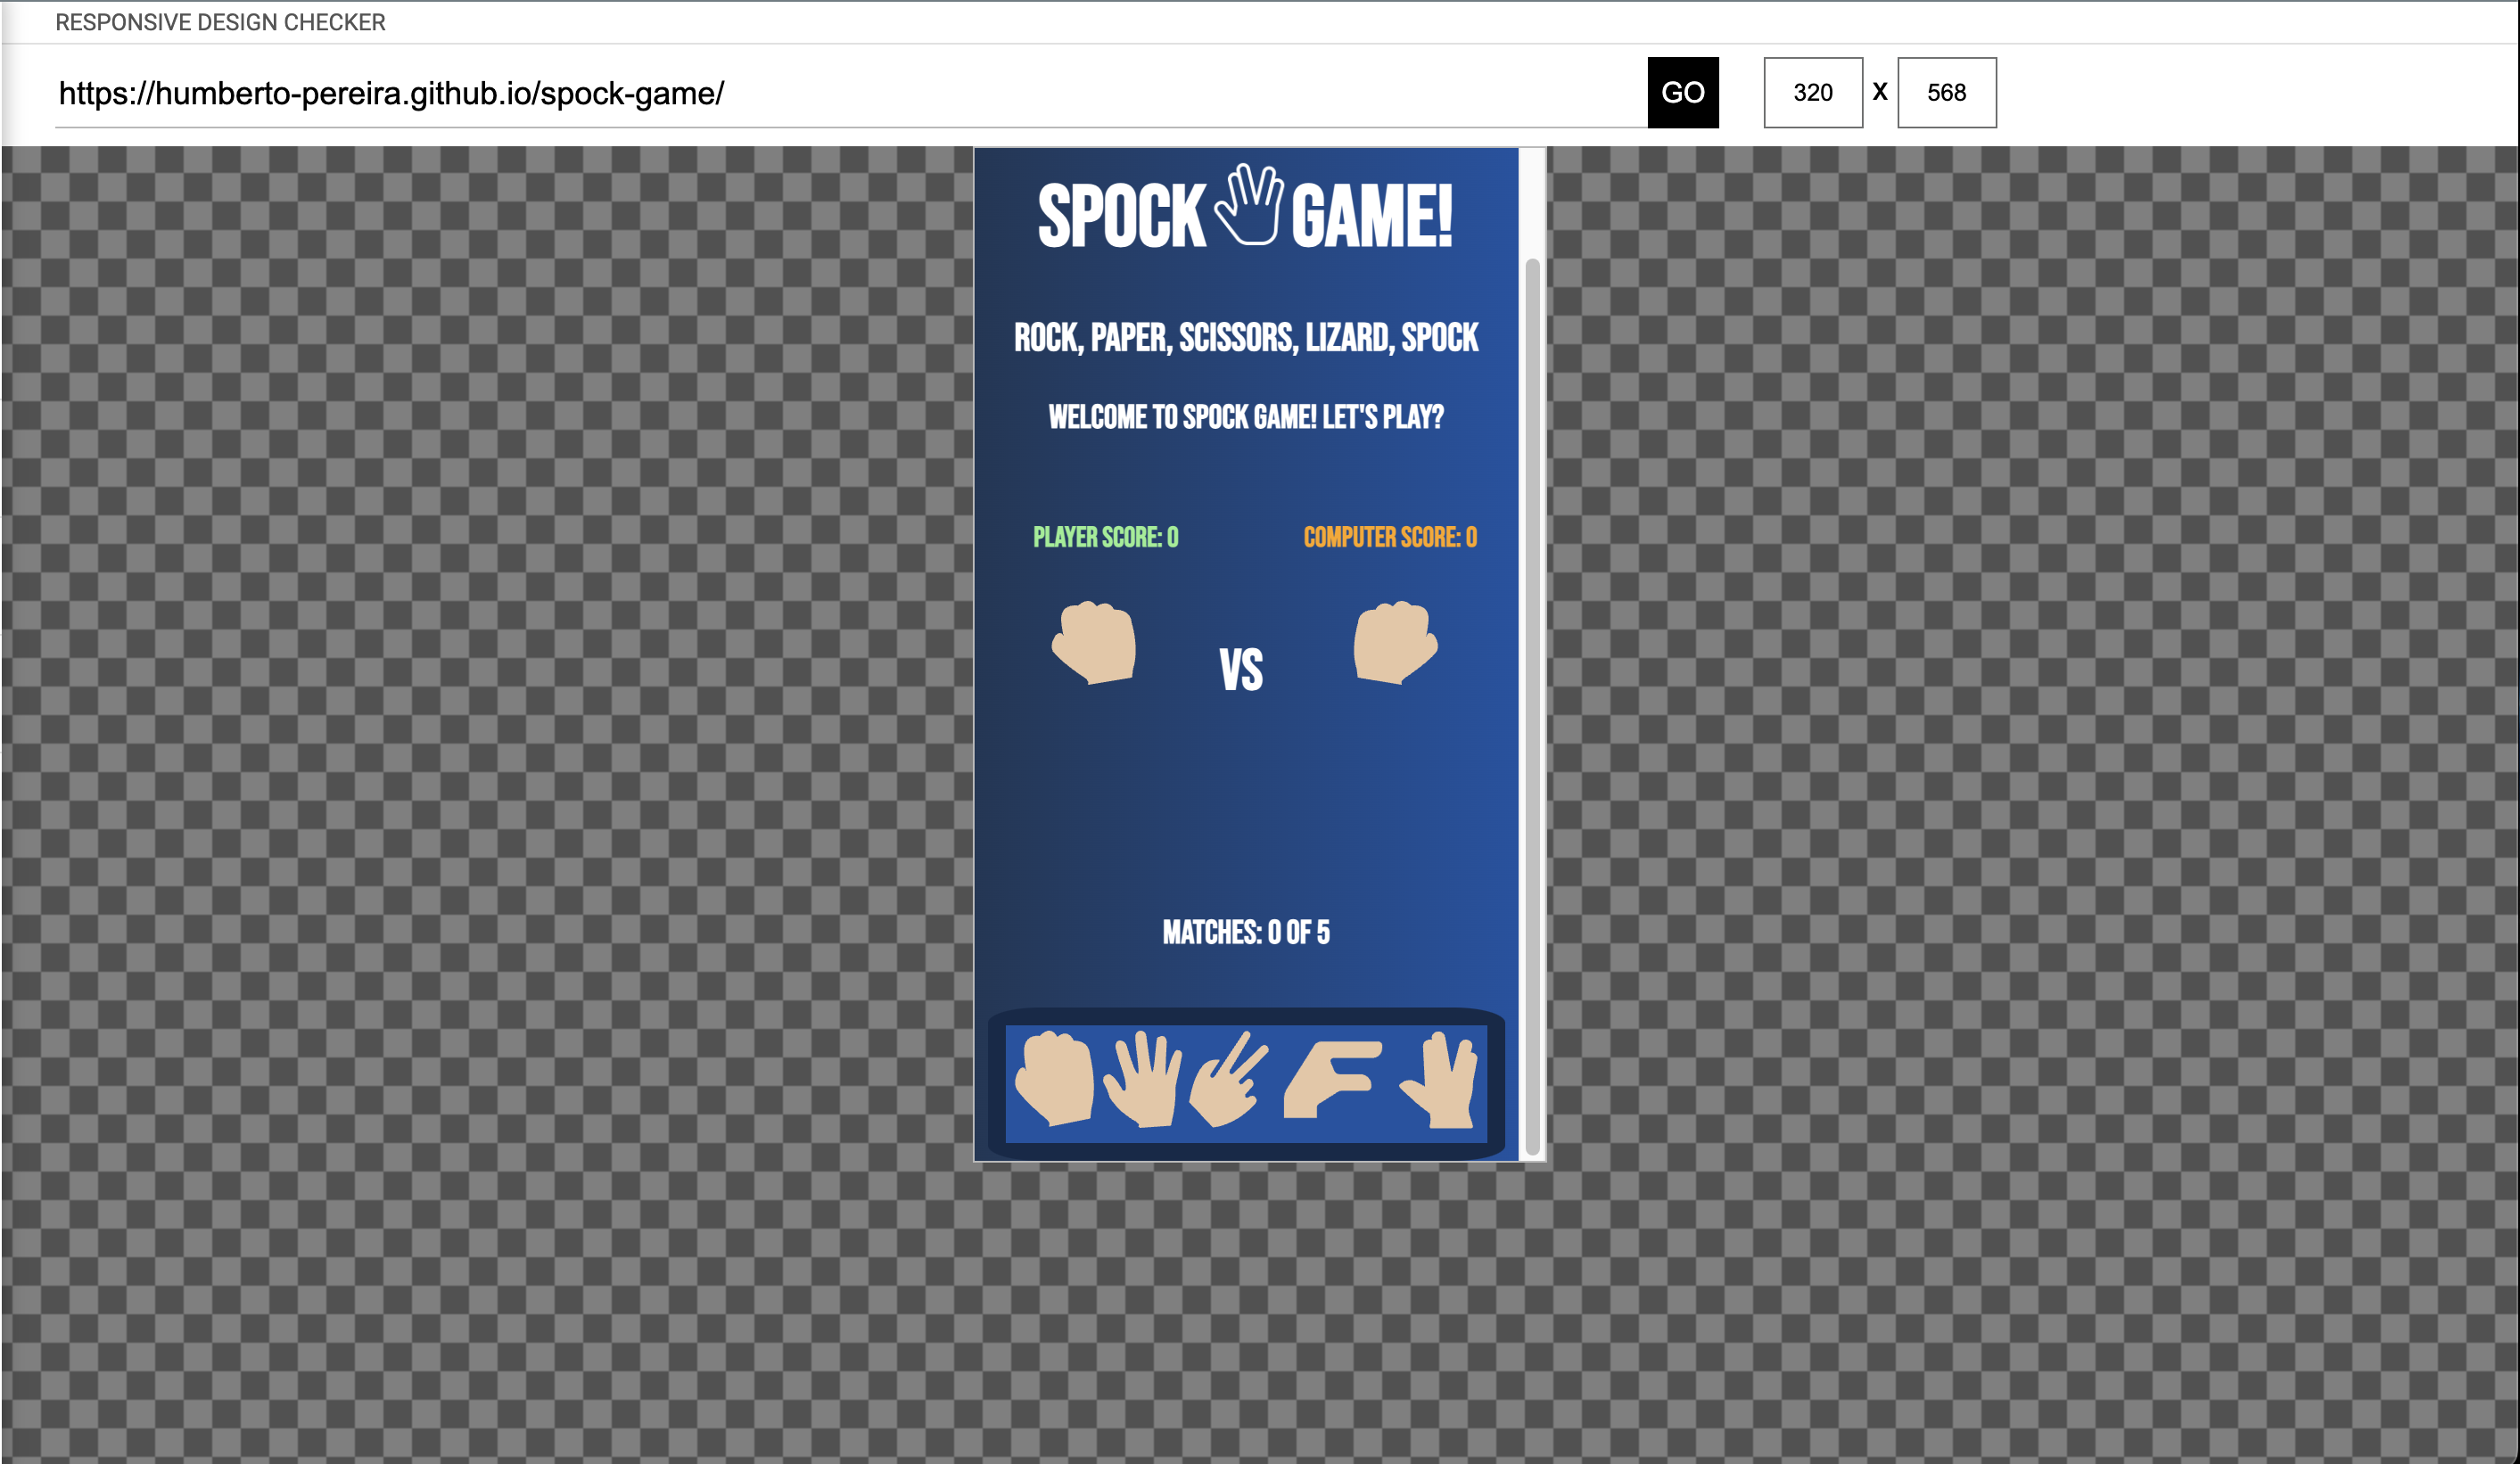 RESPONSIVE DESIGN CHECKER
https://humberto-pereira.github.io/spock-game/
GO
320 X 568
SPOCK GAME!
ROCK, PAPER, SCISSORS, LIZARD, SPOCK
WELCOME TO SPOCK GAME! LET'S PLAY?
PLAYER SCORE: 0
COMPUTER SCORE: 0
VS
MATCHES: 0 OF 5